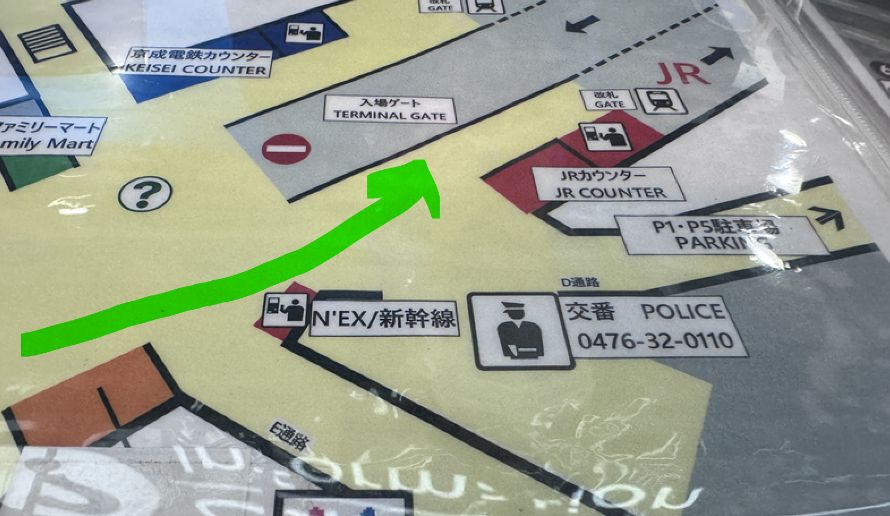 改札
GATE
京成電鉄カウンター
KEISEI COUNTER
JR
入場ゲート
TERMINAL GATE
改札
GATE
ァミリーマート
mily Mart
?
JRカウンター
JR COUNTER
P1・P5駐車場
PARKING
D通路
N'EX/新幹線
交番 POLICE
0476-32-0110
E通路